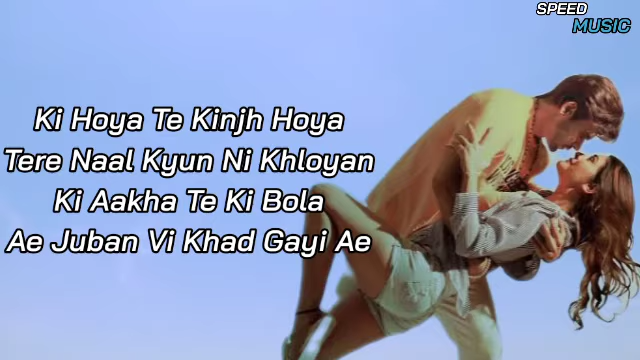 SPEED
MUSIC
Ki Hoya Te Kinjh Hoya
Tere Naal Kyun Ni Khloyan
Ki Aakha Te Ki Bola
Ae Juban Vi Khad Gayi Ae